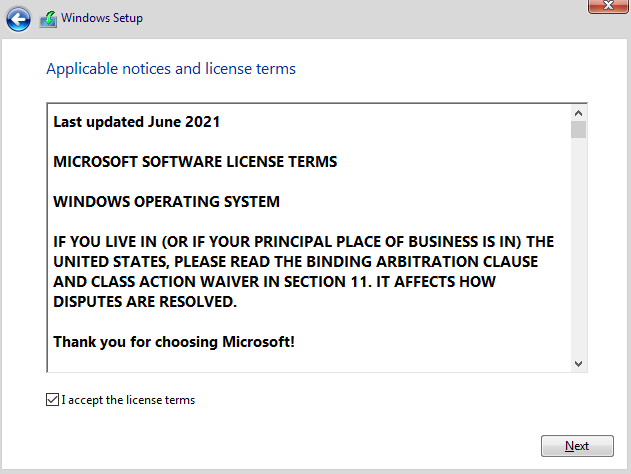 Windows Setup
Applicable notices and license terms
Last updated June 2021
MICROSOFT SOFTWARE LICENSE TERMS
WINDOWS OPERATING SYSTEM
IF YOU LIVE IN (OR IF YOUR PRINCIPAL PLACE OF BUSINESS IS IN) THE
UNITED STATES, PLEASE READ THE BINDING ARBITRATION CLAUSE
AND CLASS ACTION WAIVER IN SECTION 11. IT AFFECTS HOW
DISPUTES ARE RESOLVED.
Thank you for choosing Microsoft!
I accept the license terms
Next